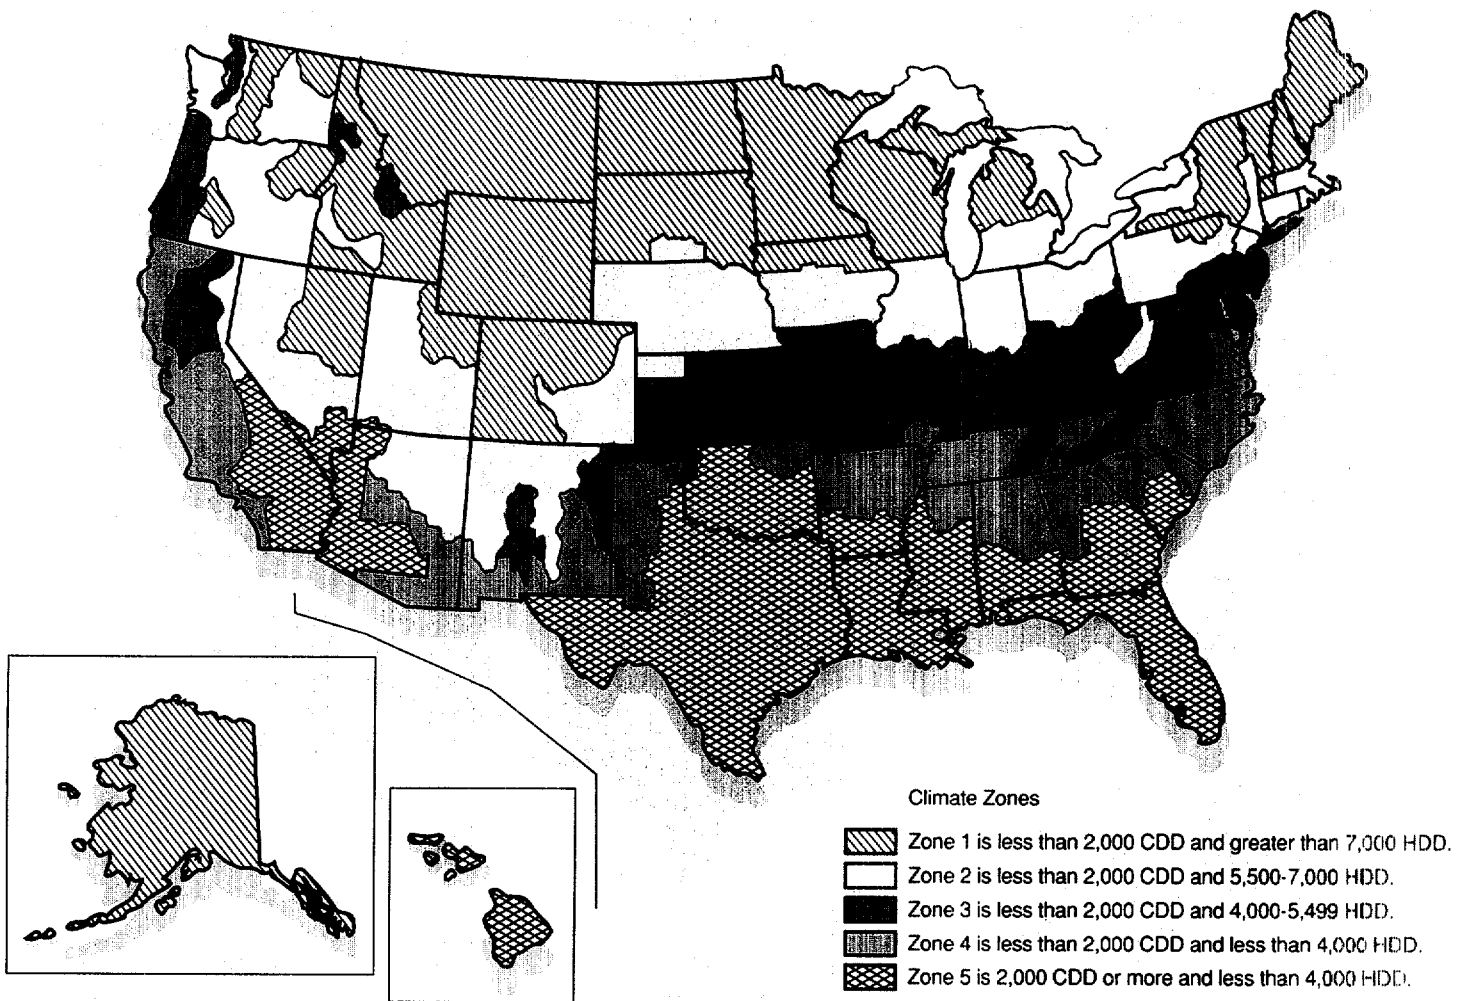 Climate Zones
Zone 1 is less than 2,000 CDD and greater than 7,000 HDD.
Zone 2 is less than 2,000 CDD and 5,500-7,000 HDD.
Zone 3 is less than 2,000 CDD and 4,000-5,499 HDD.
Zone 4 is less than 2,000 CDD and less than 4,000 HDD.
Zone 5 is 2,000 CDD or more and less than 4,000 HDD.